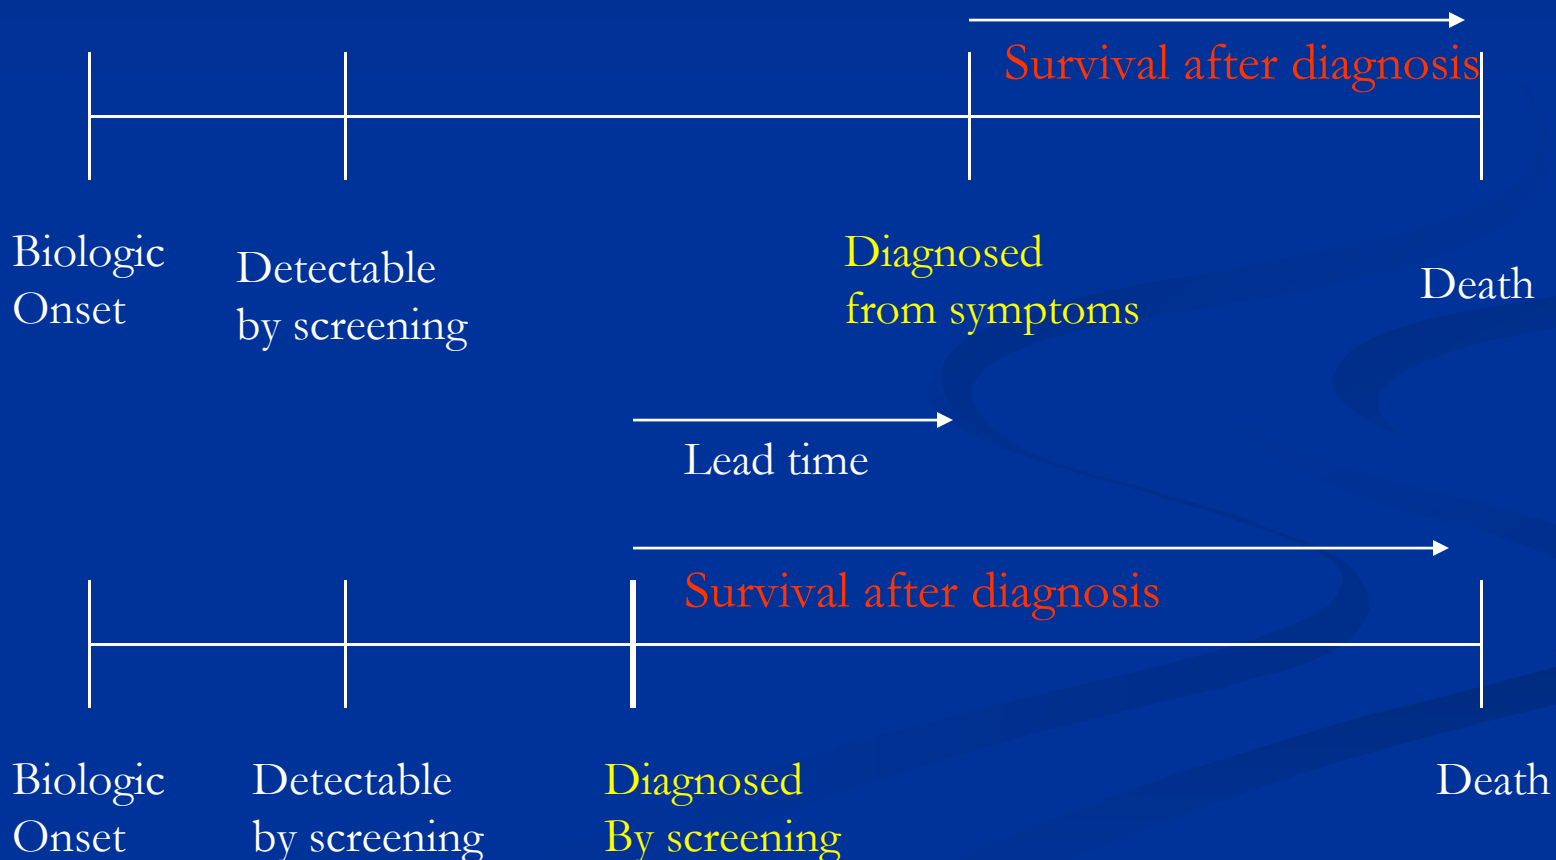 Survival after diagnosis
Biologic
Onset
Detectable
by screening
Diagnosed
from symptoms
Death
Lead time
Survival after diagnosis
Biologic
Onset
Detectable
by screening
Diagnosed
By screening
Death